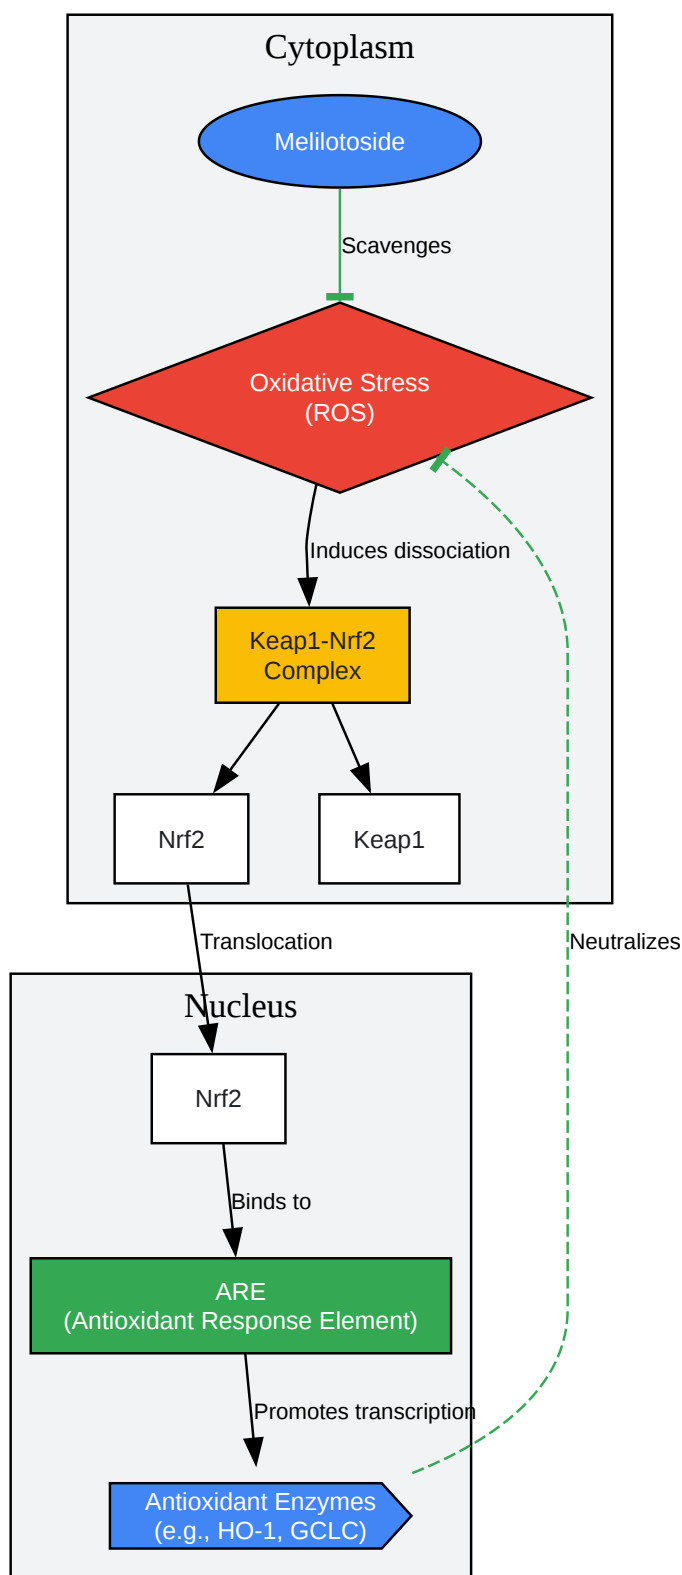 Cytoplasm
Melilotoside
Scavenges
Oxidative Stress
(ROS)
Induces dissociation
Keap1-Nrf2
Complex
Nrf2
Keap1
Translocation
Neutralizes
Nucleus
Nrf2
Binds to
ARE
(Antioxidant Response Element)
Promotes transcription
Antioxidant Enzymes
(e.g., HO-1, GCLC)